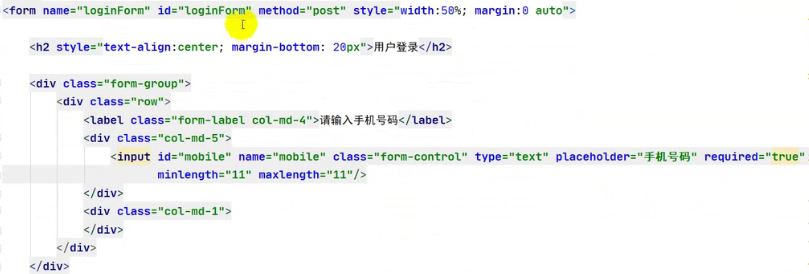 <form name="loginForm" id="loginForm" method="post" style="width:50%; margin:0 auto">
<h2 style="text-align:center; margin-bottom: 20px">用户登录</h2>
<div class="form-group">
<div class="row">
<label class="form-label col-md-4">请输入手机号码</label>
<div class="col-md-5">
<input id="mobile" name="mobile" class="form-control" type="text" placeholder="手机号码" required="true"
minlength="11" maxlength="11"/>
</div>
<div class="col-md-1">
</div>
</div>
</div>